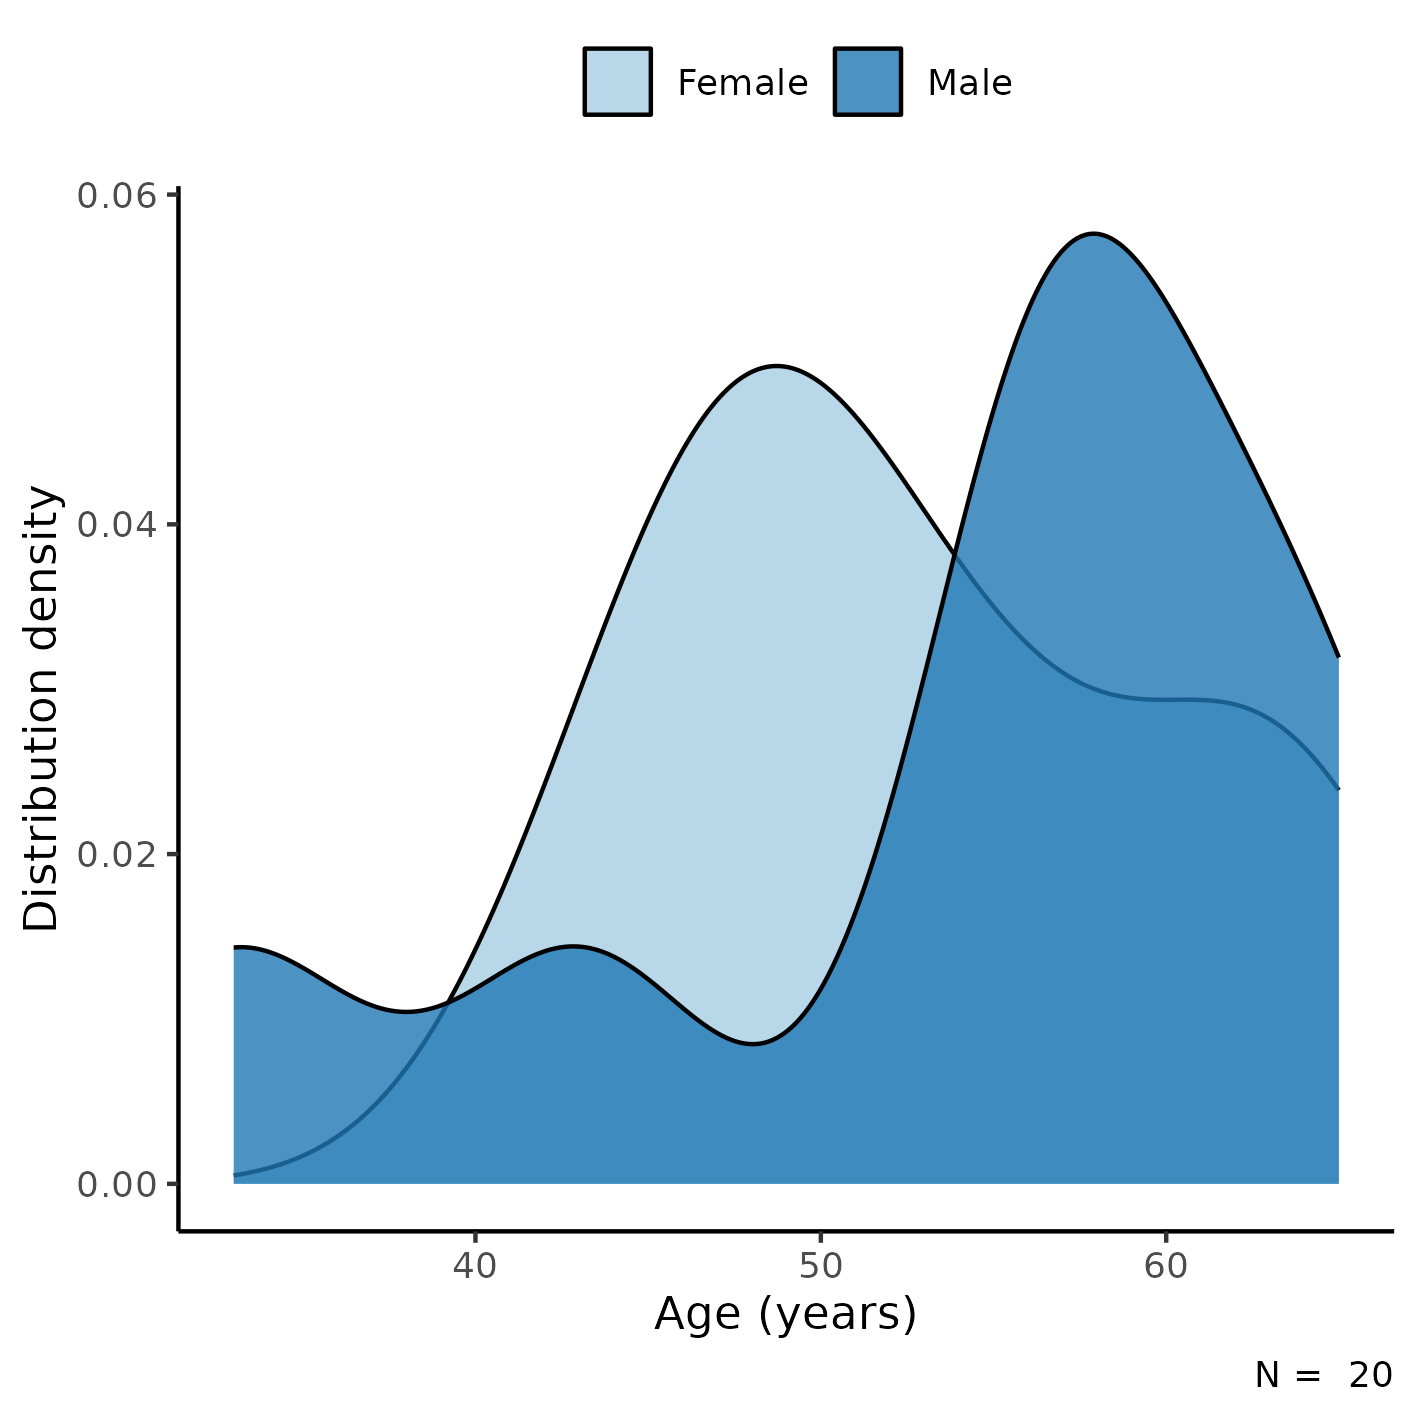 Female Male
0.06
0.04
0.02
0.00
Distribution density
40 50 60
Age (years)
N =  20